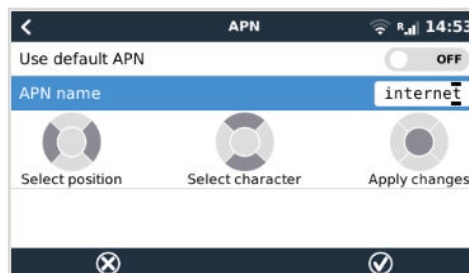 APN R 14:53
Use default APN OFF
APN name internet
Select position Select character Apply changes